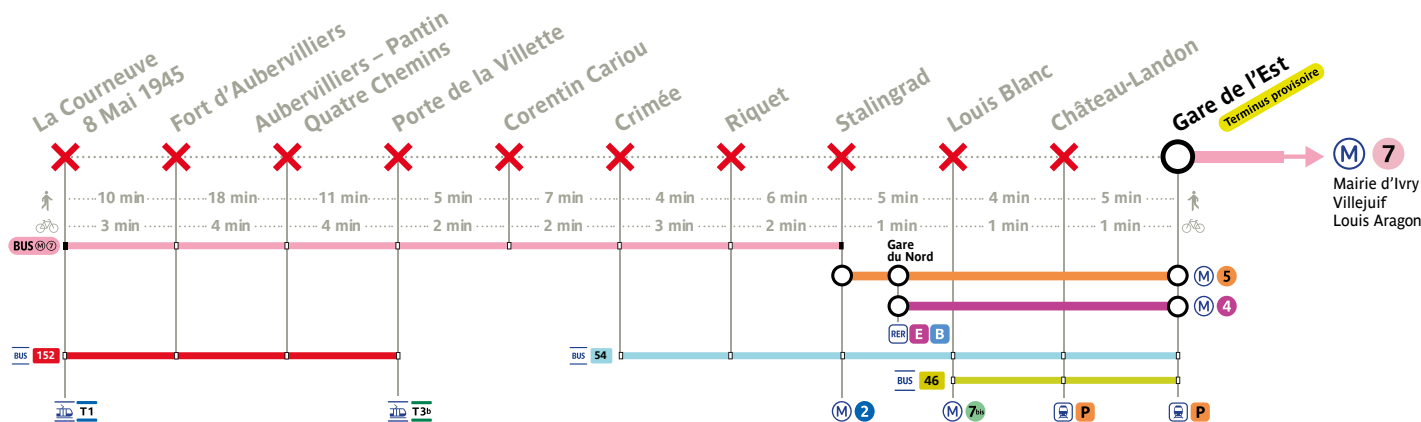 La Courneuve
8 Mai 1945
Fort d'Aubervilliers
Aubervilliers – Pantin
Quatre Chemins
Porte de la Villette
Corentin Cariou
Crimée
Riquet
Stalingrad
Louis Blanc
Château-Landon
Gare de l'Est
Terminus provisoire
M 7
Mairie d'Ivry
Villejuif
Louis Aragon
10 min 18 min 11 min 5 min 7 min 4 min 6 min 5 min 4 min 5 min
3 min 4 min 4 min 2 min 2 min 3 min 2 min 1 min 1 min 1 min
BUS M 7
Gare
du Nord
M 5
M 4
RER E B
BUS 152
BUS 54
BUS 46
T1
T3b
M 2
M 7bis
P
P